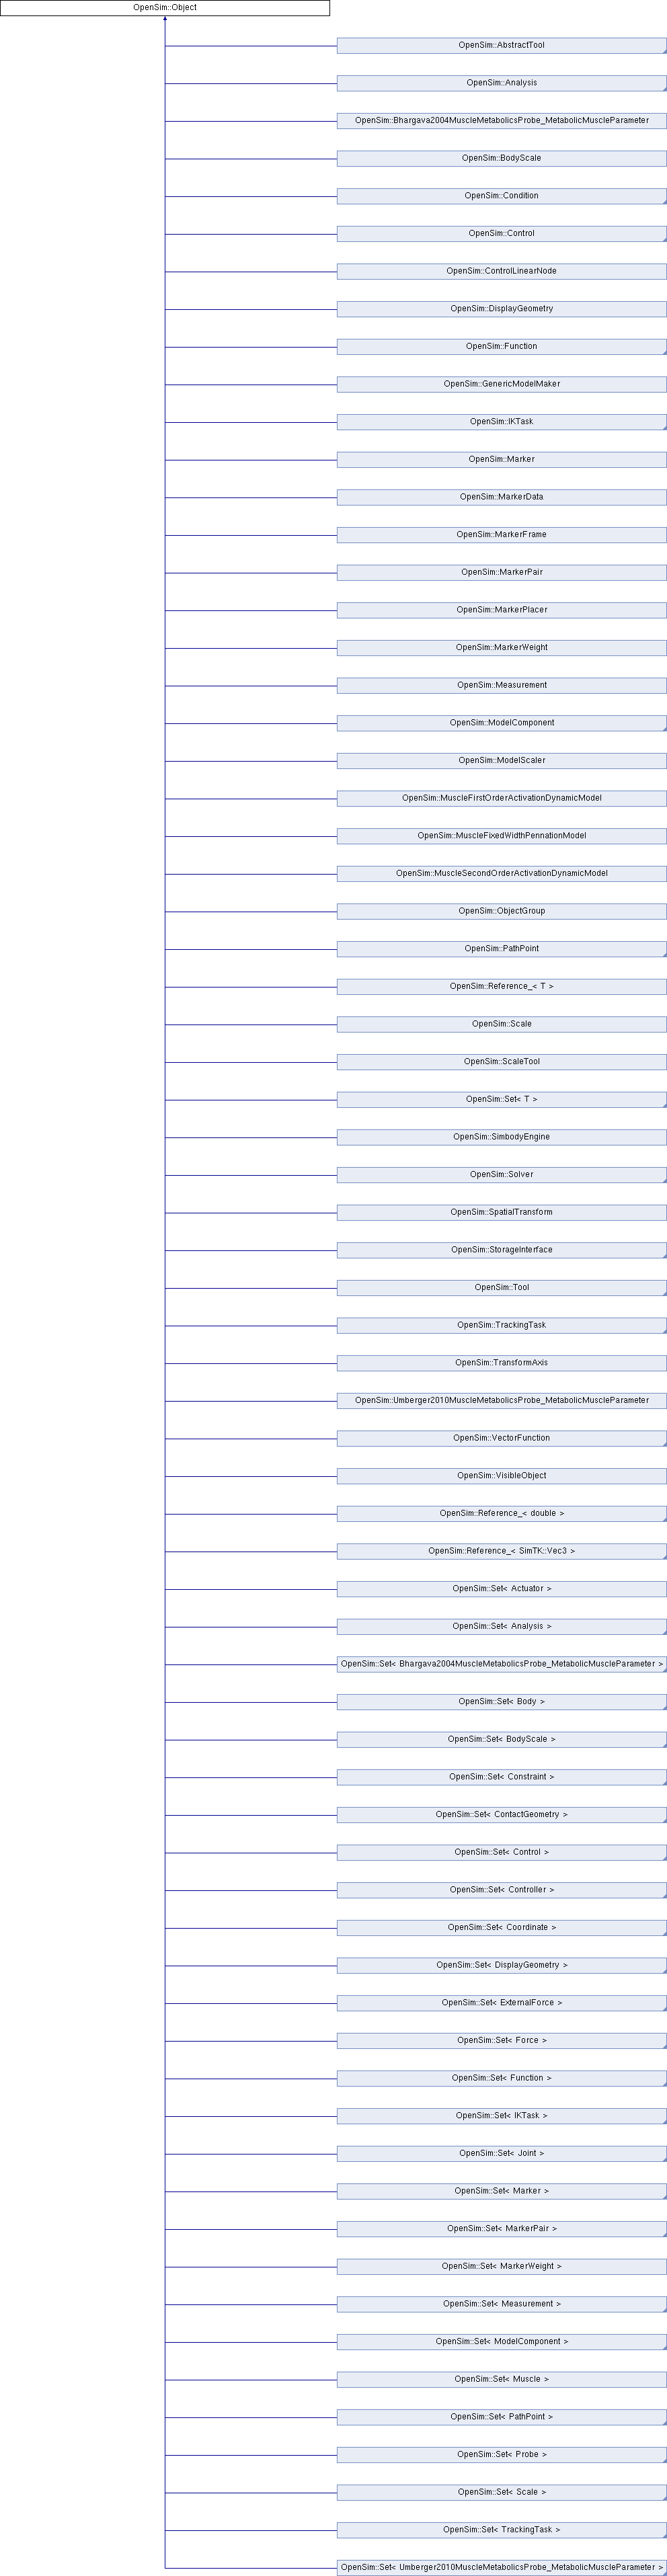 OpenSim::Object
OpenSim::AbstractTool
OpenSim::Analysis
OpenSim::Bhargava2004MuscleMetabolicsProbe_MetabolicMuscleParameter
OpenSim::BodyScale
OpenSim::Condition
OpenSim::Control
OpenSim::ControlLinearNode
OpenSim::DisplayGeometry
OpenSim::Function
OpenSim::GenericModelMaker
OpenSim::IKTask
OpenSim::Marker
OpenSim::MarkerData
OpenSim::MarkerFrame
OpenSim::MarkerPair
OpenSim::MarkerPlacer
OpenSim::MarkerWeight
OpenSim::Measurement
OpenSim::ModelComponent
OpenSim::ModelScaler
OpenSim::MuscleFirstOrderActivationDynamicModel
OpenSim::MuscleFixedWidthPennationModel
OpenSim::MuscleSecondOrderActivationDynamicModel
OpenSim::ObjectGroup
OpenSim::PathPoint
OpenSim::Reference_< T >
OpenSim::Scale
OpenSim::ScaleTool
OpenSim::Set< T >
OpenSim::SimbodyEngine
OpenSim::Solver
OpenSim::SpatialTransform
OpenSim::StorageInterface
OpenSim::Tool
OpenSim::TrackingTask
OpenSim::TransformAxis
OpenSim::Umberger2010MuscleMetabolicsProbe_MetabolicMuscleParameter
OpenSim::VectorFunction
OpenSim::VisibleObject
OpenSim::Reference_< double >
OpenSim::Reference_< SimTK::Vec3 >
OpenSim::Set< Actuator >
OpenSim::Set< Analysis >
OpenSim::Set< Bhargava2004MuscleMetabolicsProbe_MetabolicMuscleParameter >
OpenSim::Set< Body >
OpenSim::Set< BodyScale >
OpenSim::Set< Constraint >
OpenSim::Set< ContactGeometry >
OpenSim::Set< Control >
OpenSim::Set< Controller >
OpenSim::Set< Coordinate >
OpenSim::Set< DisplayGeometry >
OpenSim::Set< ExternalForce >
OpenSim::Set< Force >
OpenSim::Set< Function >
OpenSim::Set< IKTask >
OpenSim::Set< Joint >
OpenSim::Set< Marker >
OpenSim::Set< MarkerPair >
OpenSim::Set< MarkerWeight >
OpenSim::Set< Measurement >
OpenSim::Set< ModelComponent >
OpenSim::Set< Muscle >
OpenSim::Set< PathPoint >
OpenSim::Set< Probe >
OpenSim::Set< Scale >
OpenSim::Set< TrackingTask >
OpenSim::Set< Umberger2010MuscleMetabolicsProbe_MetabolicMuscleParameter >